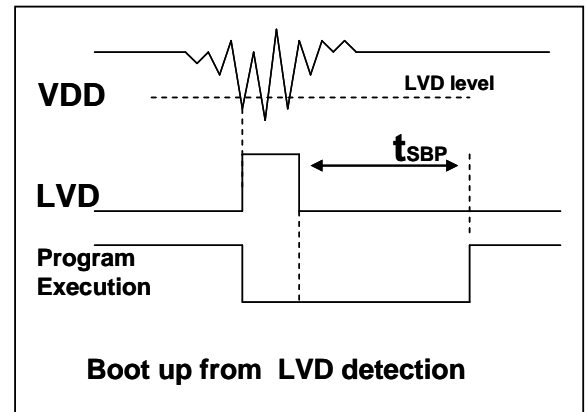 LVD level
VDD
tSBP
LVD
Program
Execution
Boot up from LVD detection